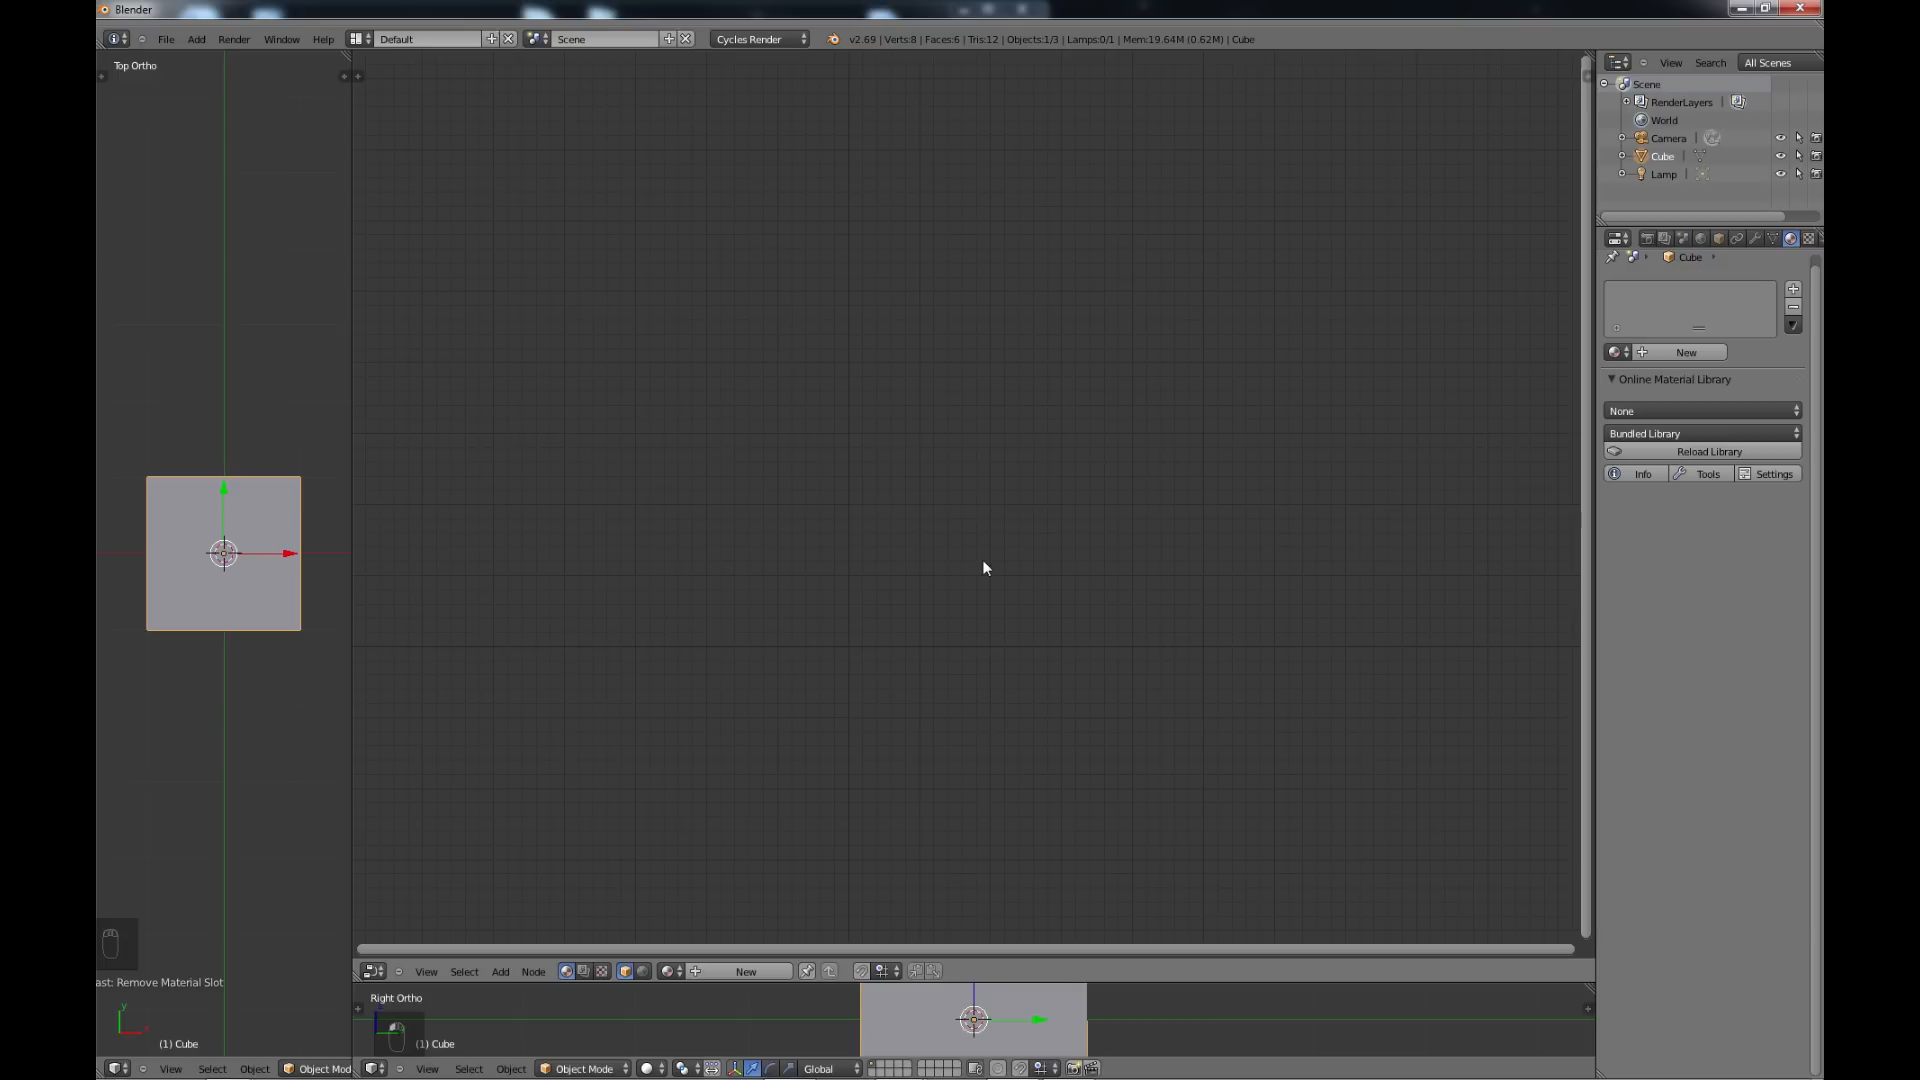 Blender
File Add Render Window Help Default Scene Cycles Render v2.69 | Verts:8 | Faces:6 | Tris:12 | Objects:1/3 | Lamps:0/1 | Mem:19.64M (0.62M) | Cube
Top Ortho
View Search All Scenes
Scene
RenderLayers
World
Camera
Cube
Lamp
Cube
New
Online Material Library
None
Bundled Library
Reload Library
Info Tools Settings
View Select Add Node New
ast: Remove Material Slot
Right Ortho
y
(1) Cube
(1) Cube
View Select Object Object Mod
View Select Object Object Mode Global